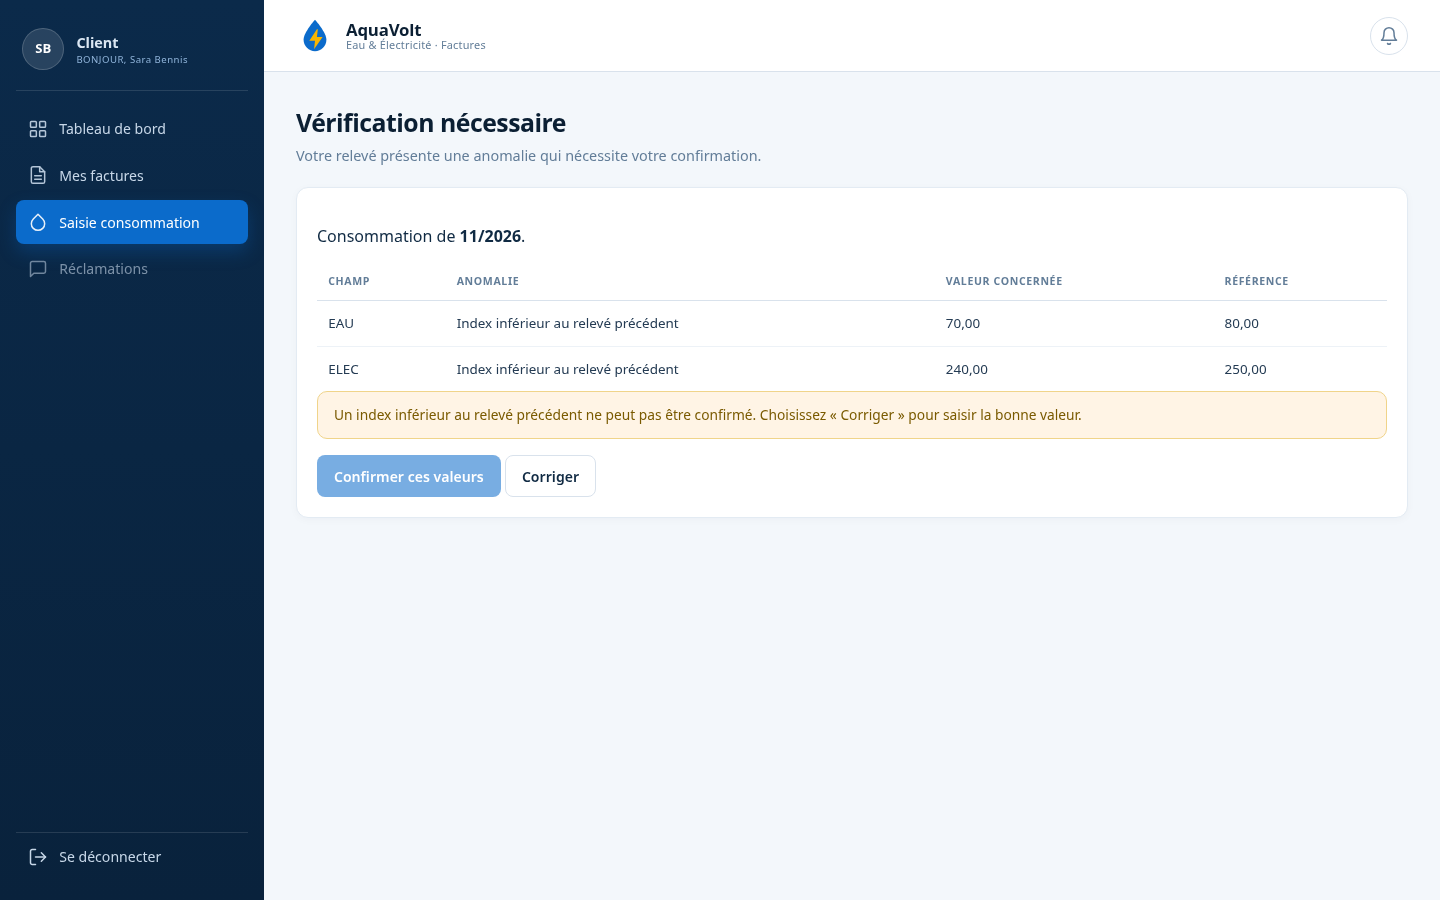 SB
Client
BONJOUR, Sara Bennis
Tableau de bord
Mes factures
Saisie consommation
Réclamations
Se déconnecter
AquaVolt
Eau & Électricité · Factures
Vérification nécessaire
Votre relevé présente une anomalie qui nécessite votre confirmation.
Consommation de 11/2026.
CHAMP ANOMALIE VALEUR CONCERNÉE RÉFÉRENCE
EAU Index inférieur au relevé précédent 70,00 80,00
ELEC Index inférieur au relevé précédent 240,00 250,00
Un index inférieur au relevé précédent ne peut pas être confirmé. Choisissez « Corriger » pour saisir la bonne valeur.
Confirmer ces valeurs Corriger